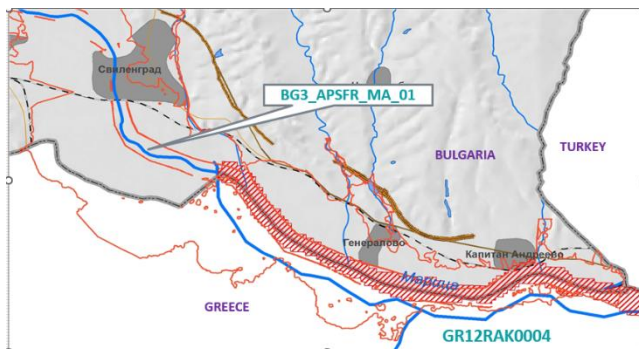 Свиленград
BG3_APSFR_MA_01
BULGARIA
TURKEY
Генералово
Капитан Андреево
Марица
GREECE
GR12RAK0004